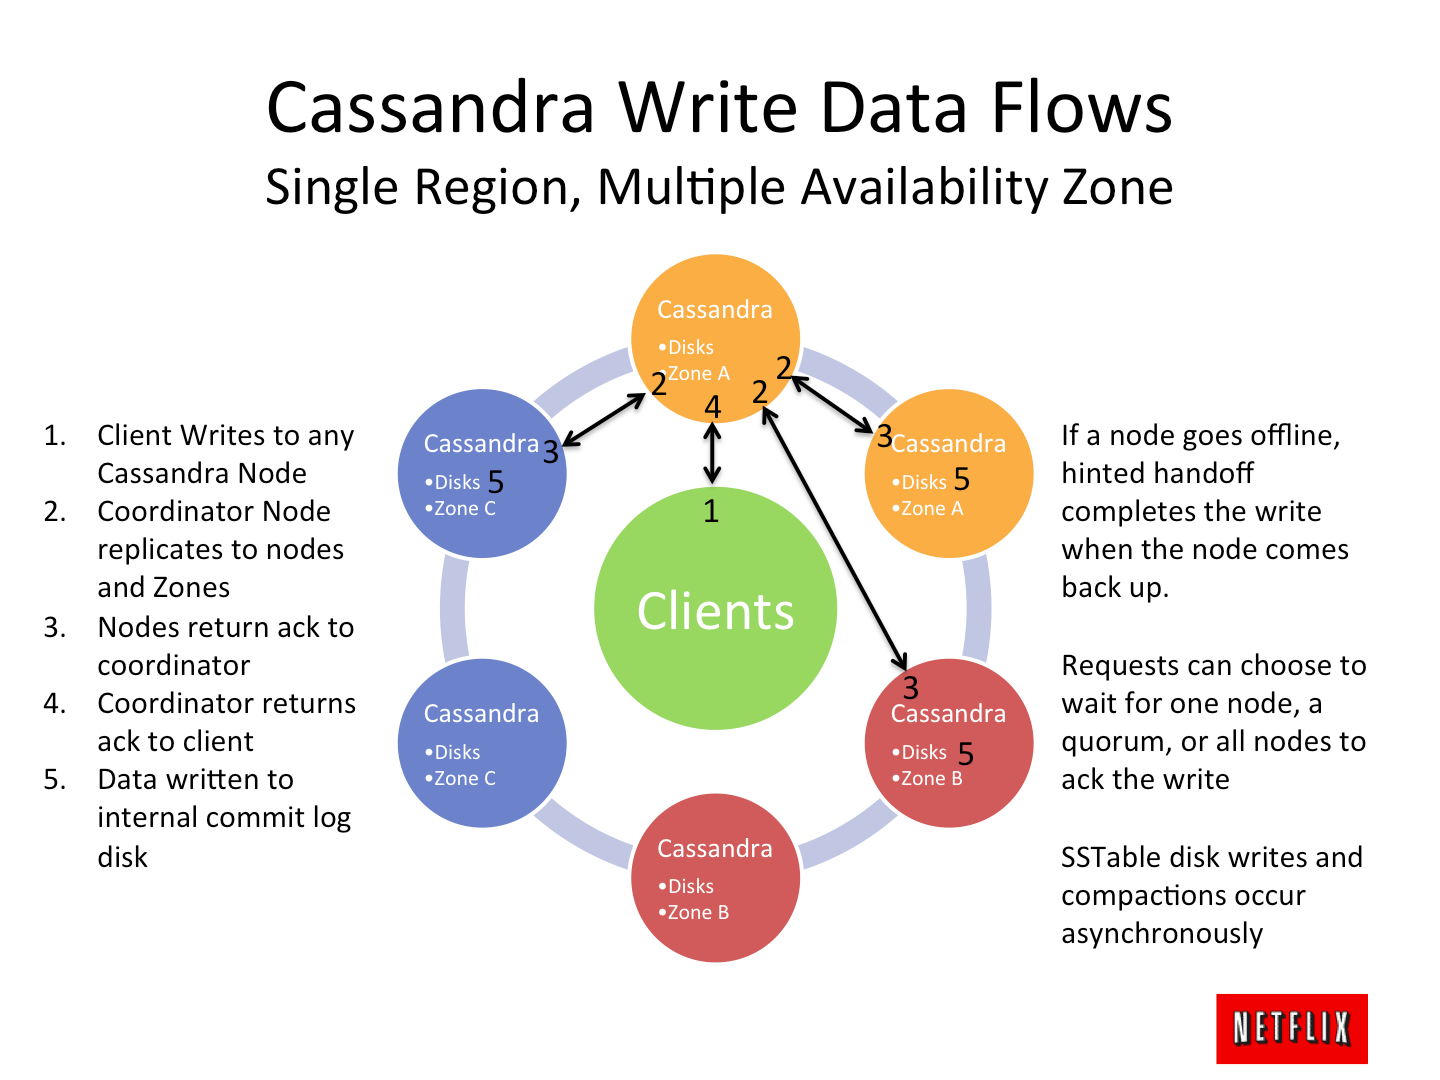 Cassandra Write Data Flows
Single Region, Multiple Availability Zone
1. Client Writes to any
Cassandra Node
2. Coordinator Node
replicates to nodes
and Zones
3. Nodes return ack to
coordinator
4. Coordinator returns
ack to client
5. Data written to
internal commit log
disk
Cassandra
•Disks
•Zone A
2
4
2
2
Cassandra
3
•Disks 5
•Zone C
3
Cassandra
•Disks 5
•Zone A
1
Clients
Cassandra
•Disks
•Zone C
3
Cassandra
•Disks 5
•Zone B
Cassandra
•Disks
•Zone B
If a node goes offline,
hinted handoff
completes the write
when the node comes
back up.
Requests can choose to
wait for one node, a
quorum, or all nodes to
ack the write
SSTable disk writes and
compactions occur
asynchronously
NETFLIX